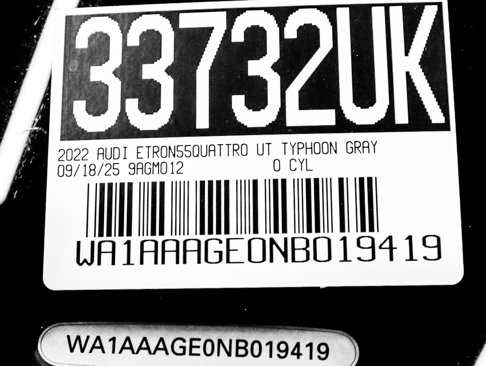 33732UK
2022 AUDI ETRON55QUATTRO UT TYPHOON GRAY
09/18/25 9AGM012 0 CYL
WA1AAAGE0NB019419
WA1AAAGE0NB019419